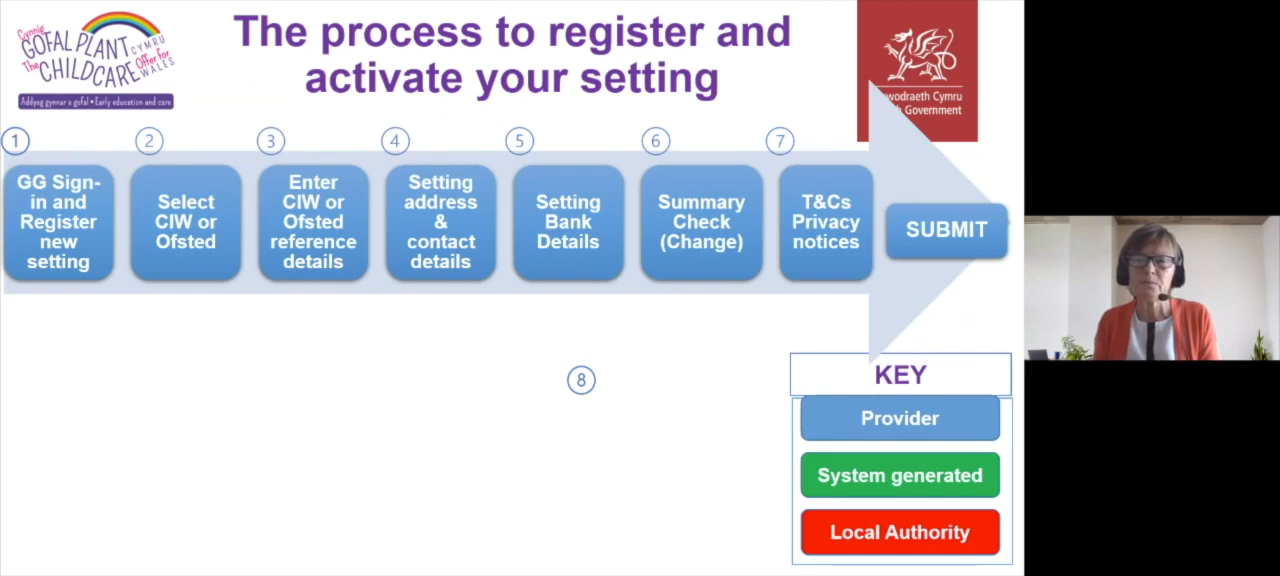 The process to register and
activate your setting
Cynnig
GOFAL PLANT
CYMRU
The
CHILDCARE
Offer for
WALES
Addysg gynnar a gofal • Early education and care
wodraeth Cymru
Government
1
2
3
4
5
6
7
GG Sign-
in and
Register
new
setting
Select
CIW or
Ofsted
Enter
CIW or
Ofsted
reference
details
Setting
address
&
contact
details
Setting
Bank
Details
Summary
Check
(Change)
T&Cs
Privacy
notices
SUBMIT
8
KEY
Provider
System generated
Local Authority